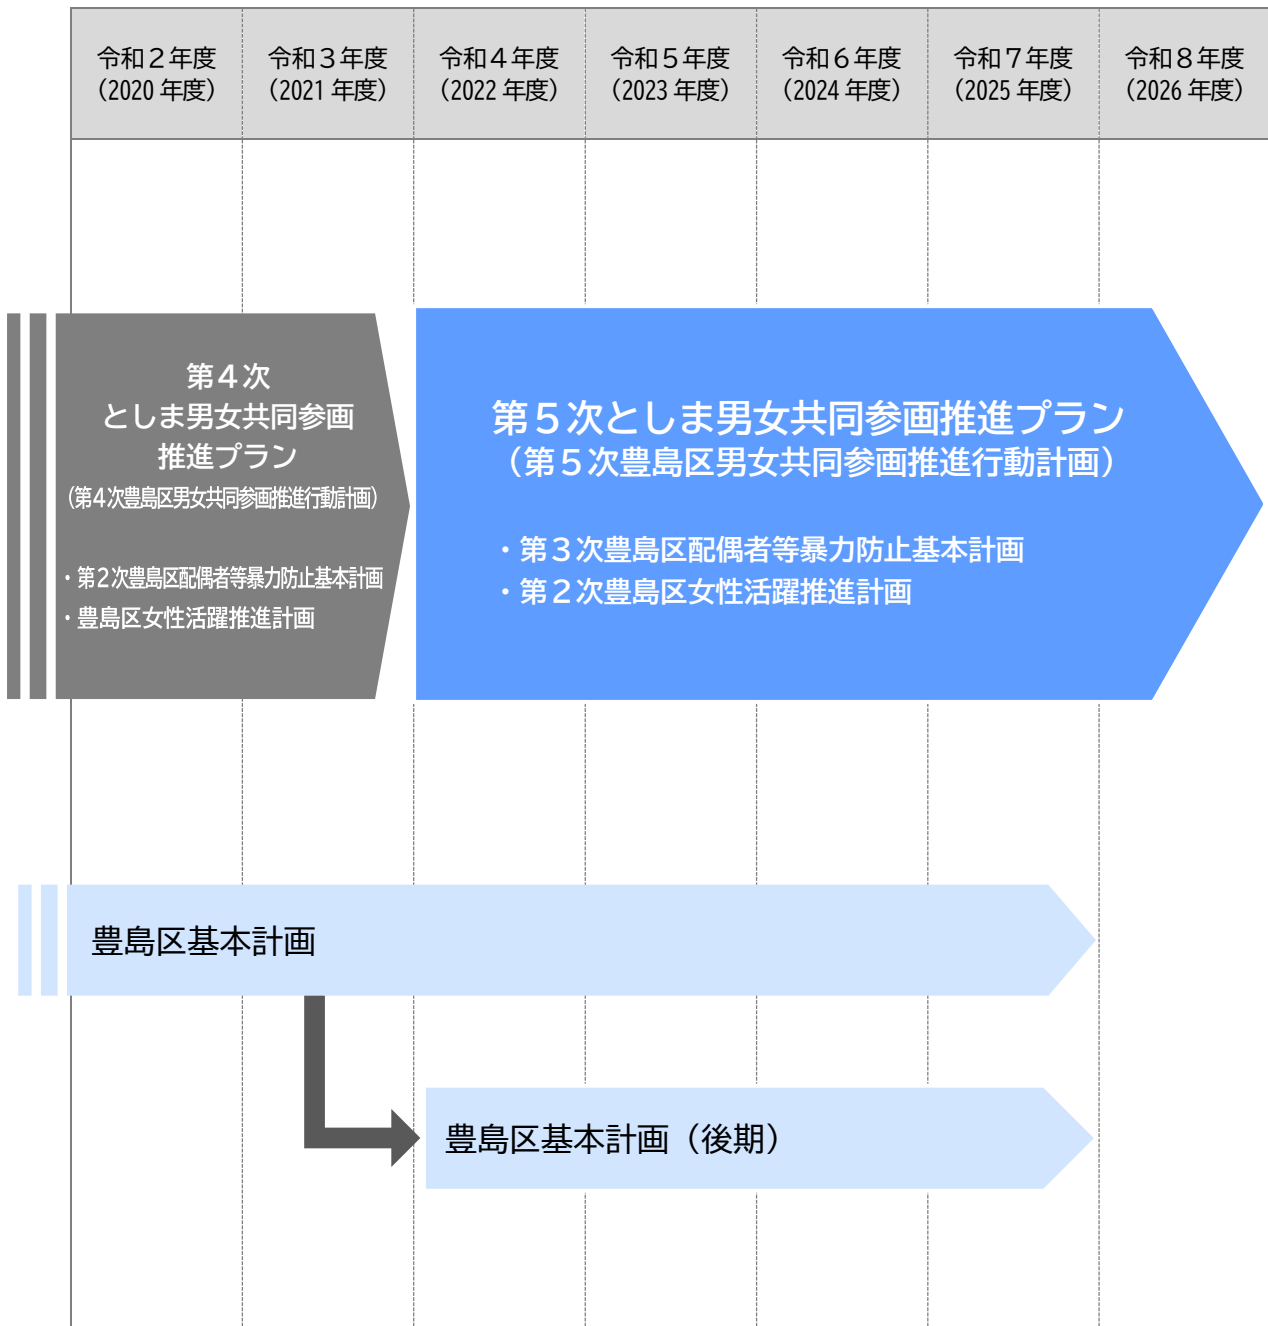 令和２年度
（2020 年度）
令和３年度
（2021 年度）
令和４年度
（2022 年度）
令和５年度
（2023 年度）
令和６年度
（2024 年度）
令和７年度
（2025 年度）
令和８年度
（2026 年度）
第４次
としま男女共同参画
推進プラン
（第４次豊島区男女共同参画推進行動計画）
・第２次豊島区配偶者等暴力防止基本計画
・豊島区女性活躍推進計画
第５次としま男女共同参画推進プラン
（第５次豊島区男女共同参画推進行動計画）
・第３次豊島区配偶者等暴力防止基本計画
・第２次豊島区女性活躍推進計画
豊島区基本計画
豊島区基本計画（後期）